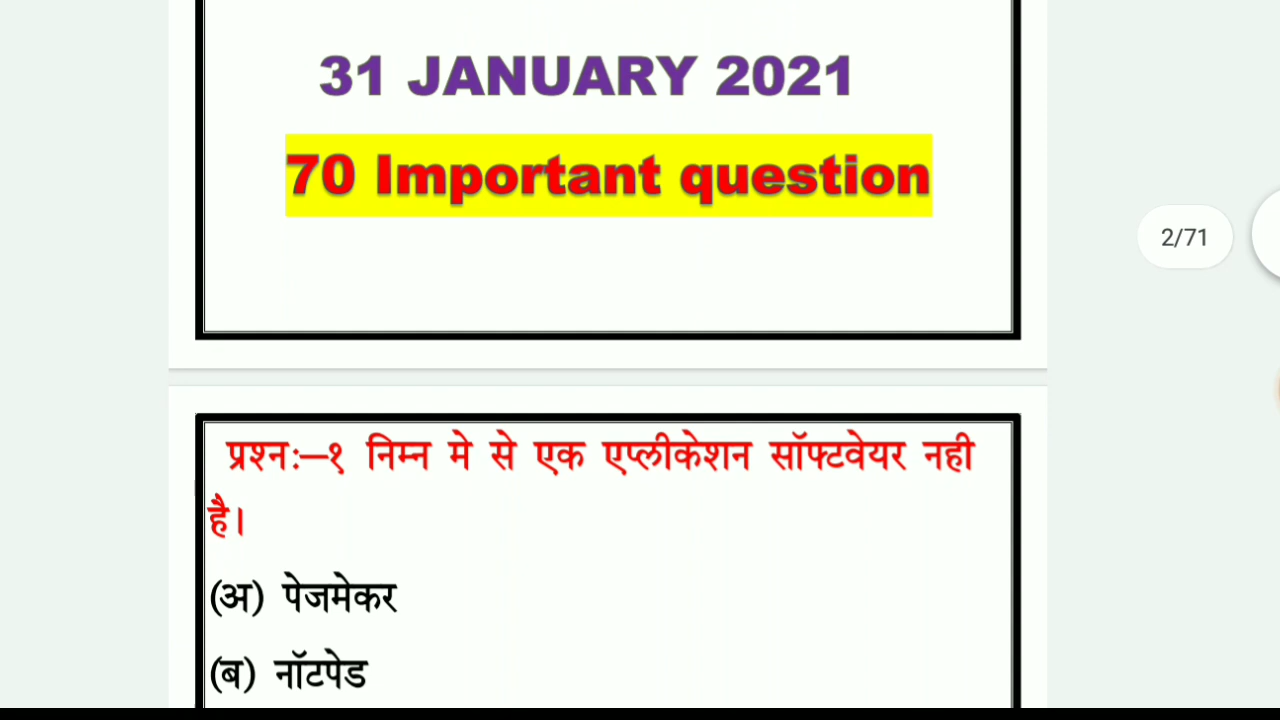 31 JANUARY 2021
70 Important question
2/71
प्रश्नः–१ निम्न मे से एक एप्लीकेशन सॉफ्टवेयर नही
है।
(अ) पेजमेकर
(ब) नॉटपेड